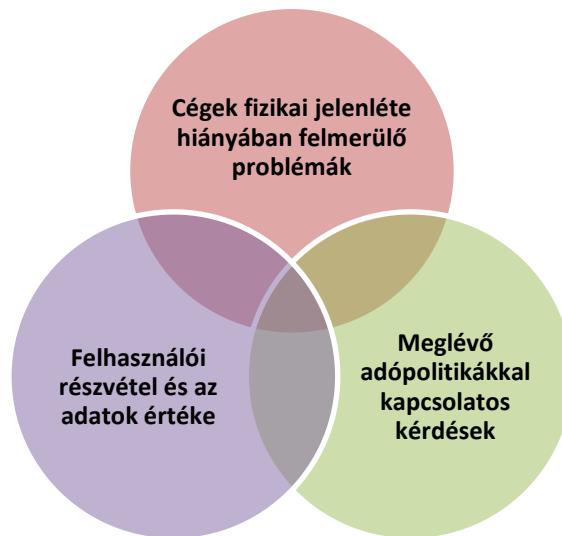 Cégek fizikai jelenléte
hiányában felmerülő
problémák
Felhasználói
részvétel és az
adatok értéke
Meglévő
adópolitikákkal
kapcsolatos
kérdések